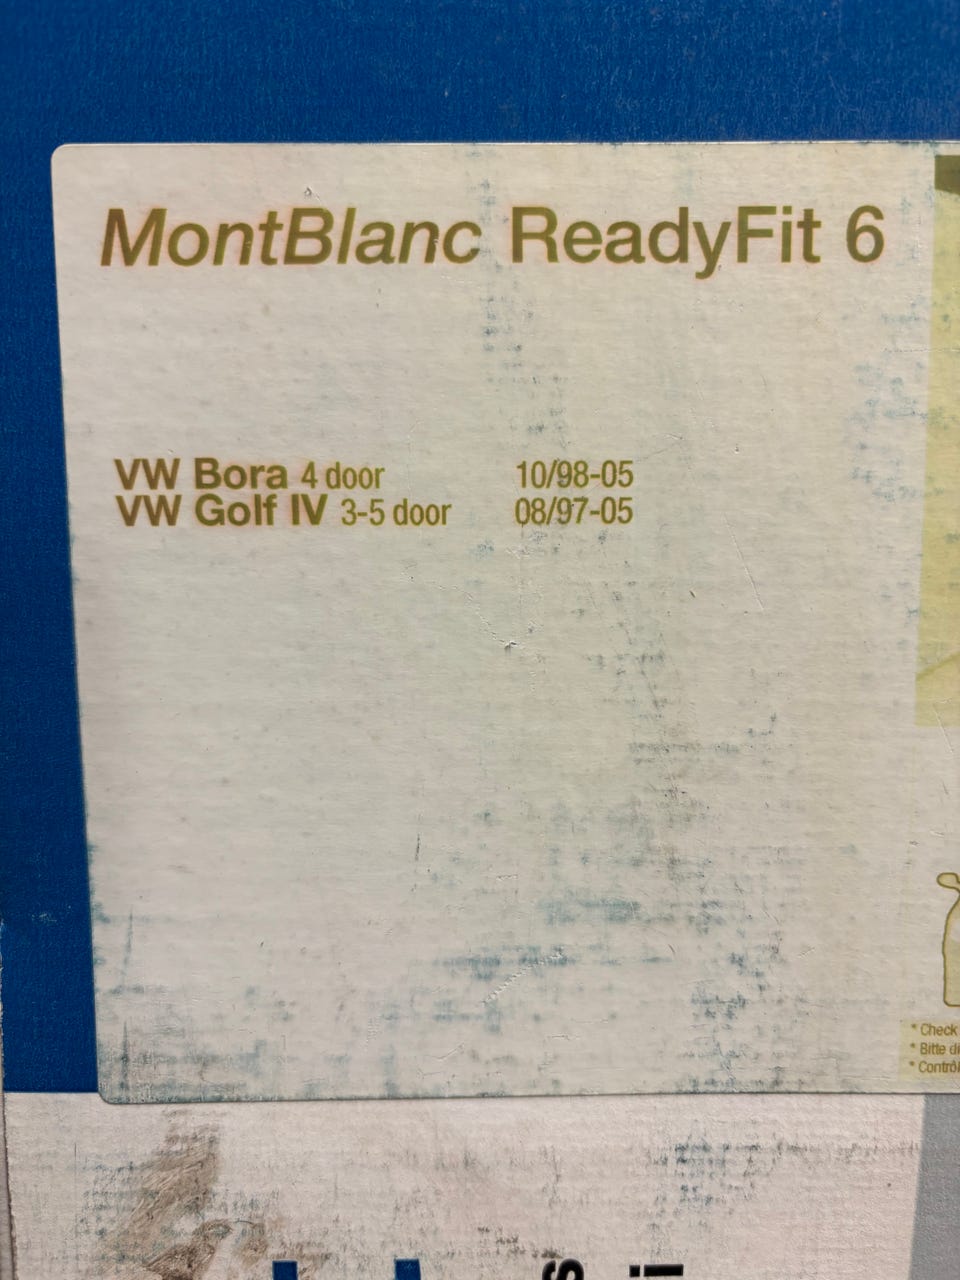 MontBlanc ReadyFit 6
VW Bora 4 door 10/98-05
VW Golf IV 3-5 door 08/97-05
* Check
* Bitte di
* Contrôl